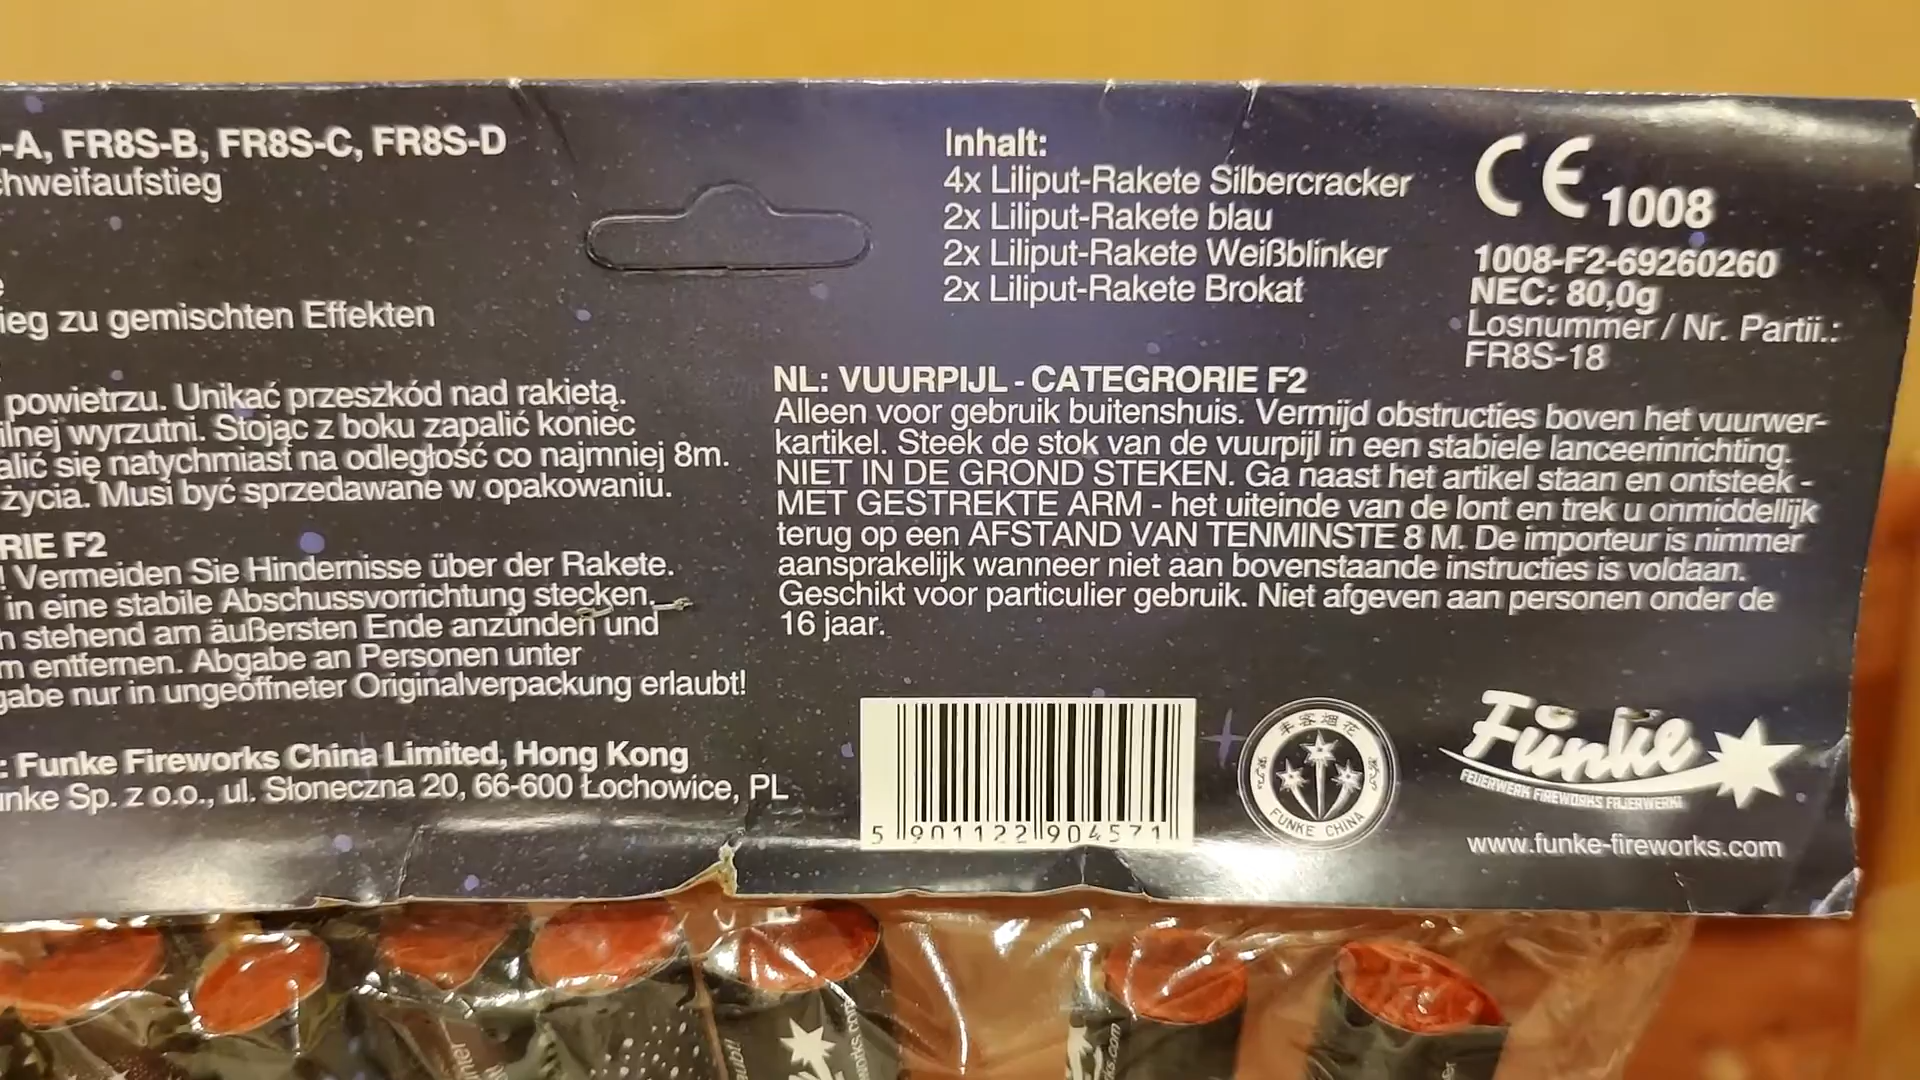 -A, FR8S-B, FR8S-C, FR8S-D
chweifaufstieg
ieg zu gemischten Effekten
powietrzu. Unikać przeszkód nad rakietą.
ilnej wyrzutni. Stojąc z boku zapalić koniec
alić się natychmiast na odległość co najmniej 8m.
życia. Musi być sprzedawane w opakowaniu.
RIE F2
! Vermeiden Sie Hindernisse über der Rakete.
in eine stabile Abschussvorrichtung stecken.
h stehend am äußersten Ende anzünden und
m entfernen. Abgabe an Personen unter
gabe nur in ungeöffneter Originalverpackung erlaubt!
: Funke Fireworks China Limited, Hong Kong
unke Sp. z o.o., ul. Słoneczna 20, 66-600 Łochowice, PL
Inhalt:
4x Liliput-Rakete Silbercracker
2x Liliput-Rakete blau
2x Liliput-Rakete Weißblinker
2x Liliput-Rakete Brokat
CE 1008
1008-F2-69260260
NEC: 80,0g
Losnummer / Nr. Partii.:
FR8S-18
NL: VUURPIJL - CATEGRORIE F2
Alleen voor gebruik buitenshuis. Vermijd obstructies boven het vuurwer-
kartikel. Steek de stok van de vuurpijl in een stabiele lanceerinrichting.
NIET IN DE GROND STEKEN. Ga naast het artikel staan en ontsteek -
MET GESTREKTE ARM - het uiteinde van de lont en trek u onmiddellijk
terug op een AFSTAND VAN TENMINSTE 8 M. De importeur is nimmer
aansprakelijk wanneer niet aan bovenstaande instructies is voldaan.
Geschikt voor particulier gebruik. Niet afgeven aan personen onder de
16 jaar.
5 901122 904571
丰客烟花
FUNKE CHINA
Funke
FEUERWERK FIREWORKS FAJERWERKI
www.funke-fireworks.com